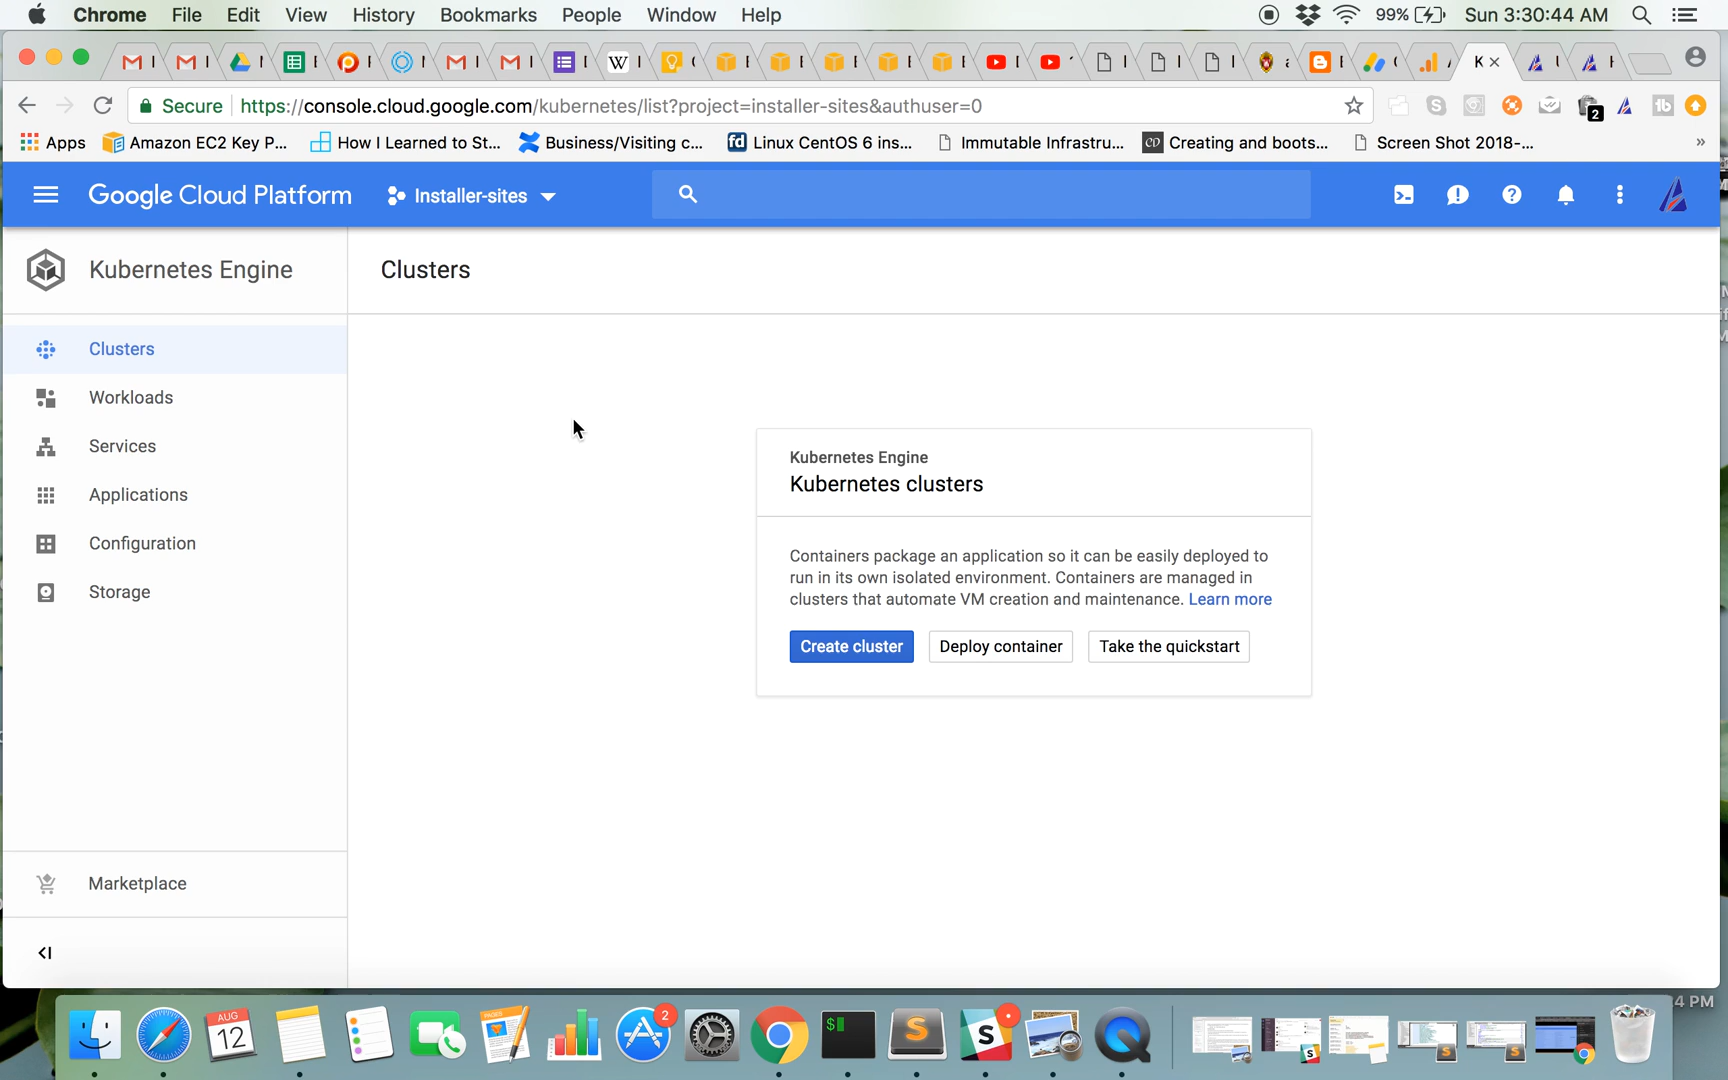 Chrome File Edit View History Bookmarks People Window Help 99% Sun 3:30:44 AM
K
Secure https://console.cloud.google.com/kubernetes/list?project=installer-sites&authuser=0 2
Apps Amazon EC2 Key P... How I Learned to St... Business/Visiting c... Linux CentOS 6 ins... Immutable Infrastru... Creating and boots... Screen Shot 2018-... »
Google Cloud Platform Installer-sites
Kubernetes Engine
Clusters
Clusters
Workloads
Services
Applications
Configuration
Storage
Marketplace
Kubernetes Engine
Kubernetes clusters
Containers package an application so it can be easily deployed to
run in its own isolated environment. Containers are managed in
clusters that automate VM creation and maintenance. Learn more
Create cluster Deploy container Take the quickstart
4 PM
AUG
12
2